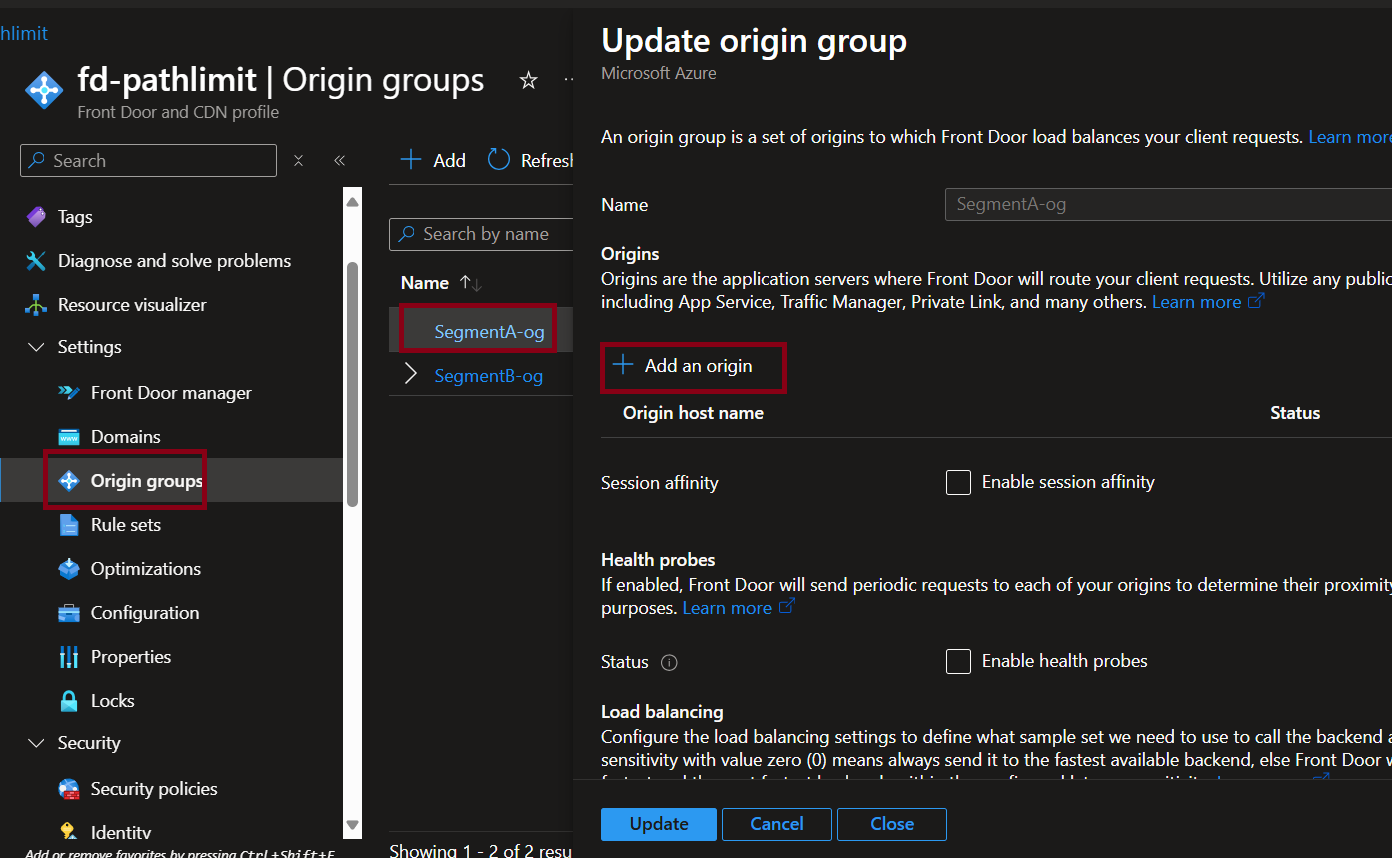 hlimit
fd-pathlimit | Origin groups
Front Door and CDN profile
Search
Tags
Diagnose and solve problems
Resource visualizer
Settings
Front Door manager
Domains
Origin groups
Rule sets
Optimizations
Configuration
Properties
Locks
Security
Security policies
Identity
Add or remove favorites by pressing Ctrl+Shift+F
Add
Refresh
Search by name
Name
SegmentA-og
SegmentB-og
Showing 1 - 2 of 2 resu
Update origin group
Microsoft Azure
An origin group is a set of origins to which Front Door load balances your client requests. Learn more
Name
SegmentA-og
Origins
Origins are the application servers where Front Door will route your client requests. Utilize any public
including App Service, Traffic Manager, Private Link, and many others. Learn more
Add an origin
Origin host name Status
Session affinity
Enable session affinity
Health probes
If enabled, Front Door will send periodic requests to each of your origins to determine their proximity
purposes. Learn more
Status
Enable health probes
Load balancing
Configure the load balancing settings to define what sample set we need to use to call the backend a
sensitivity with value zero (0) means always send it to the fastest available backend, else Front Door w
Update
Cancel
Close